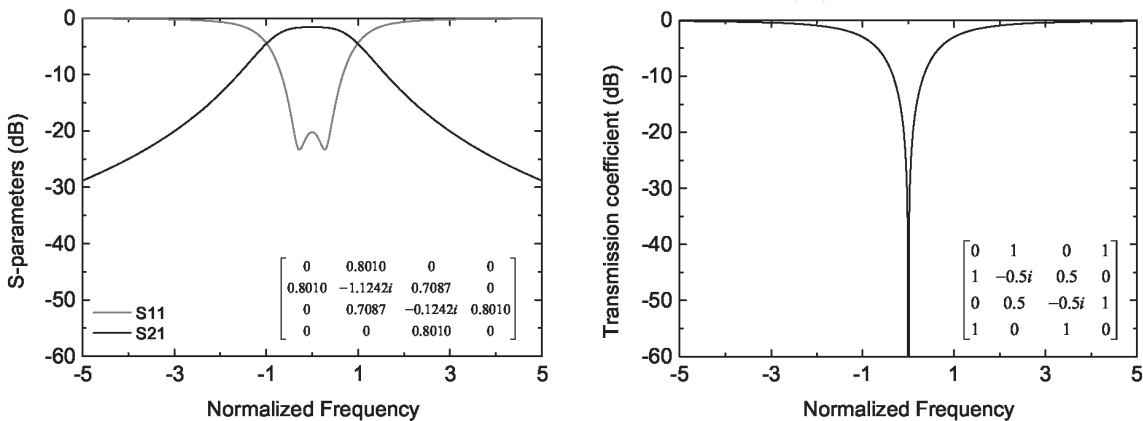 0
-10
-20
-30
-40
-50
-60
S-parameters (dB)
S11
S21
0 0.8010 0 0
0.8010 −1.1242i 0.7087 0
0 0.7087 −0.1242i 0.8010
0 0 0.8010 0
-5 -3 -1 1 3 5
Normalized Frequency
0
-10
-20
-30
-40
-50
-60
Transmission coefficient (dB)
0 1 0 1
1 −0.5i 0.5 0
0 0.5 −0.5i 1
1 0 1 0
-5 -3 -1 1 3 5
Normalized Frequency